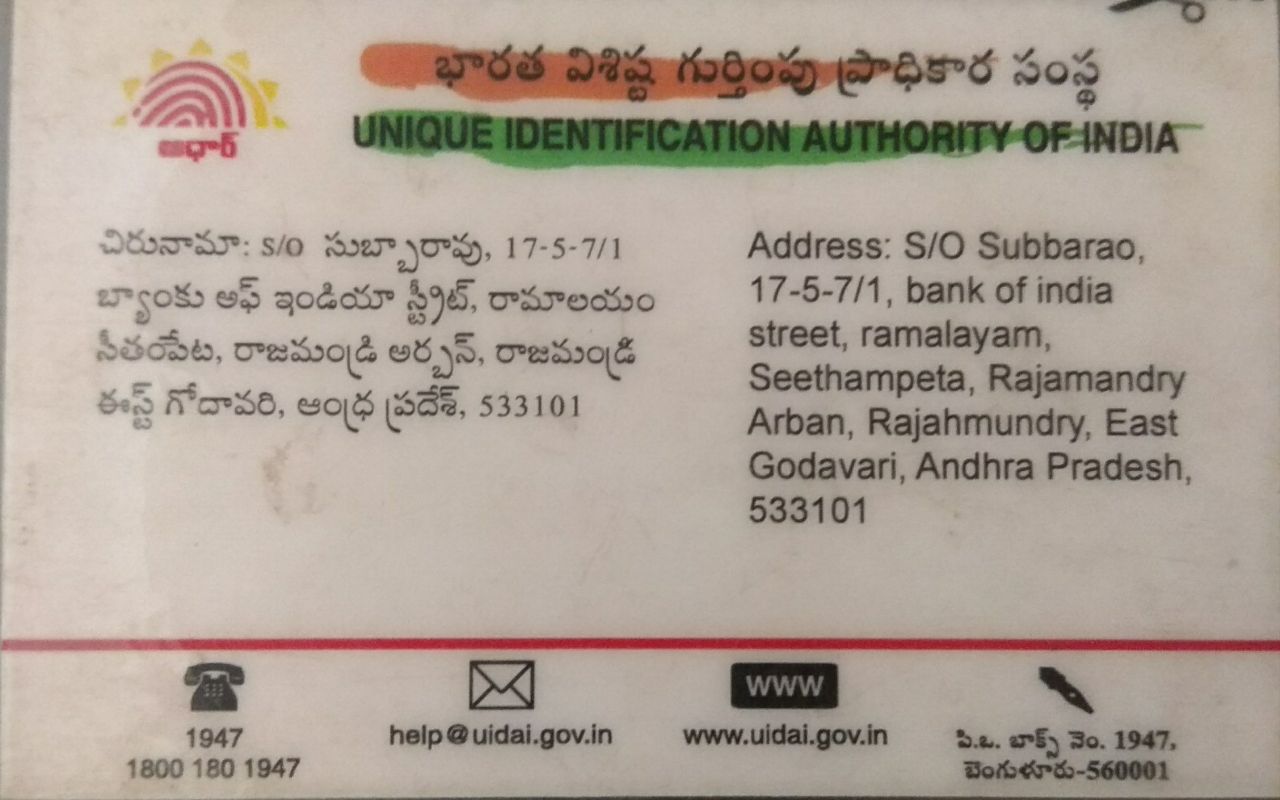 భారత విశిష్ట గుర్తింపు ప్రాధికార సంస్థ
UNIQUE IDENTIFICATION AUTHORITY OF INDIA
ఆధార్
చిరునామా: S/O సుబ్బారావు, 17-5-7/1
బ్యాంకు అఫ్ ఇండియా స్ట్రీట్, రామాలయం
సీతంపేట, రాజమండ్రి అర్బన్, రాజమండ్రి
ఈస్ట్ గోదావరి, ఆంధ్ర ప్రదేశ్, 533101
Address: S/O Subbarao,
17-5-7/1, bank of india
street, ramalayam,
Seethampeta, Rajamandry
Arban, Rajahmundry, East
Godavari, Andhra Pradesh,
533101
1947
1800 180 1947
help@uidai.gov.in
www
www.uidai.gov.in
పి.ఒ. బాక్స్ నెం. 1947,
బెంగుళూరు-560001